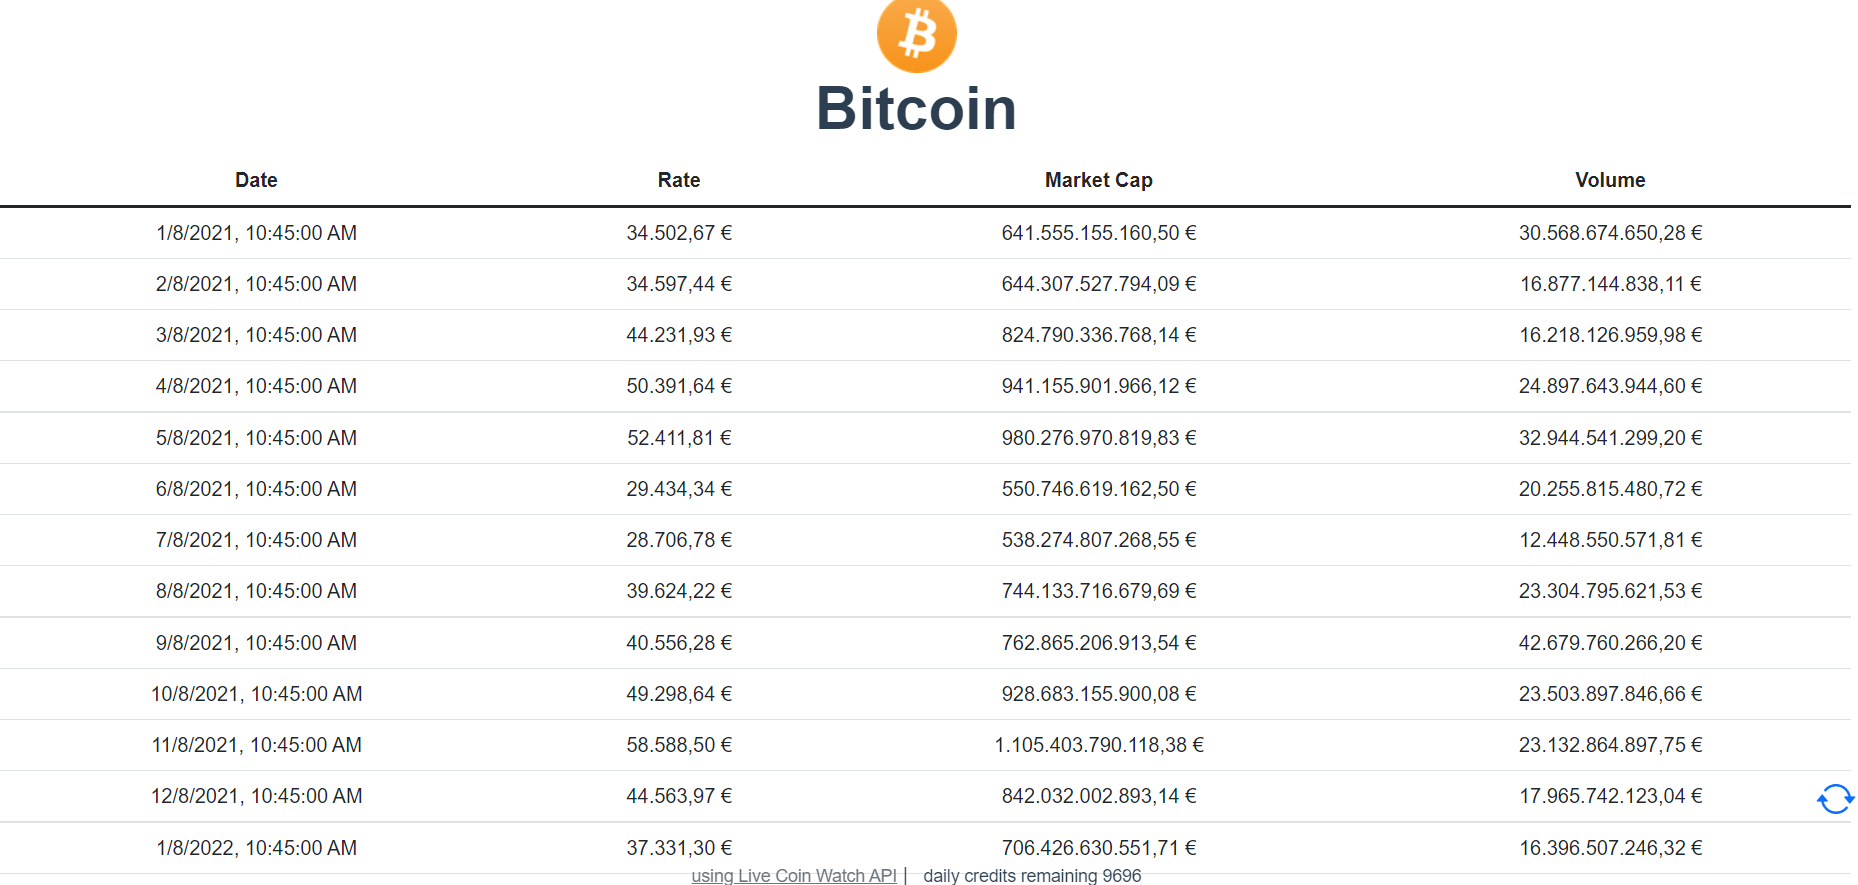 Bitcoin
Date Rate Market Cap Volume
1/8/2021, 10:45:00 AM 34.502,67 € 641.555.155.160,50 € 30.568.674.650,28 €
2/8/2021, 10:45:00 AM 34.597,44 € 644.307.527.794,09 € 16.877.144.838,11 €
3/8/2021, 10:45:00 AM 44.231,93 € 824.790.336.768,14 € 16.218.126.959,98 €
4/8/2021, 10:45:00 AM 50.391,64 € 941.155.901.966,12 € 24.897.643.944,60 €
5/8/2021, 10:45:00 AM 52.411,81 € 980.276.970.819,83 € 32.944.541.299,20 €
6/8/2021, 10:45:00 AM 29.434,34 € 550.746.619.162,50 € 20.255.815.480,72 €
7/8/2021, 10:45:00 AM 28.706,78 € 538.274.807.268,55 € 12.448.550.571,81 €
8/8/2021, 10:45:00 AM 39.624,22 € 744.133.716.679,69 € 23.304.795.621,53 €
9/8/2021, 10:45:00 AM 40.556,28 € 762.865.206.913,54 € 42.679.760.266,20 €
10/8/2021, 10:45:00 AM 49.298,64 € 928.683.155.900,08 € 23.503.897.846,66 €
11/8/2021, 10:45:00 AM 58.588,50 € 1.105.403.790.118,38 € 23.132.864.897,75 €
12/8/2021, 10:45:00 AM 44.563,97 € 842.032.002.893,14 € 17.965.742.123,04 €
1/8/2022, 10:45:00 AM 37.331,30 € 706.426.630.551,71 € 16.396.507.246,32 €
using Live Coin Watch API | daily credits remaining 9696